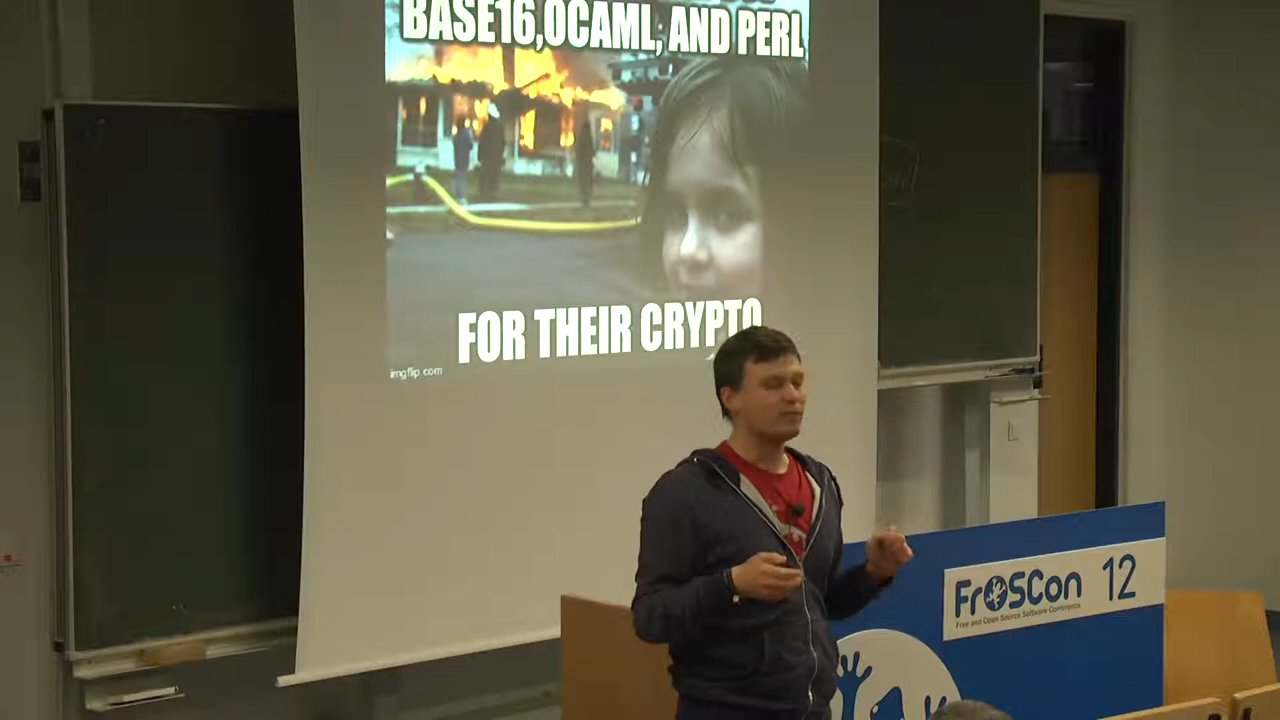 BASE16,OCAML, AND PERL
FOR THEIR CRYPTO
imgflip.com
FrOSCon 12
Free and Open Source Software Conference